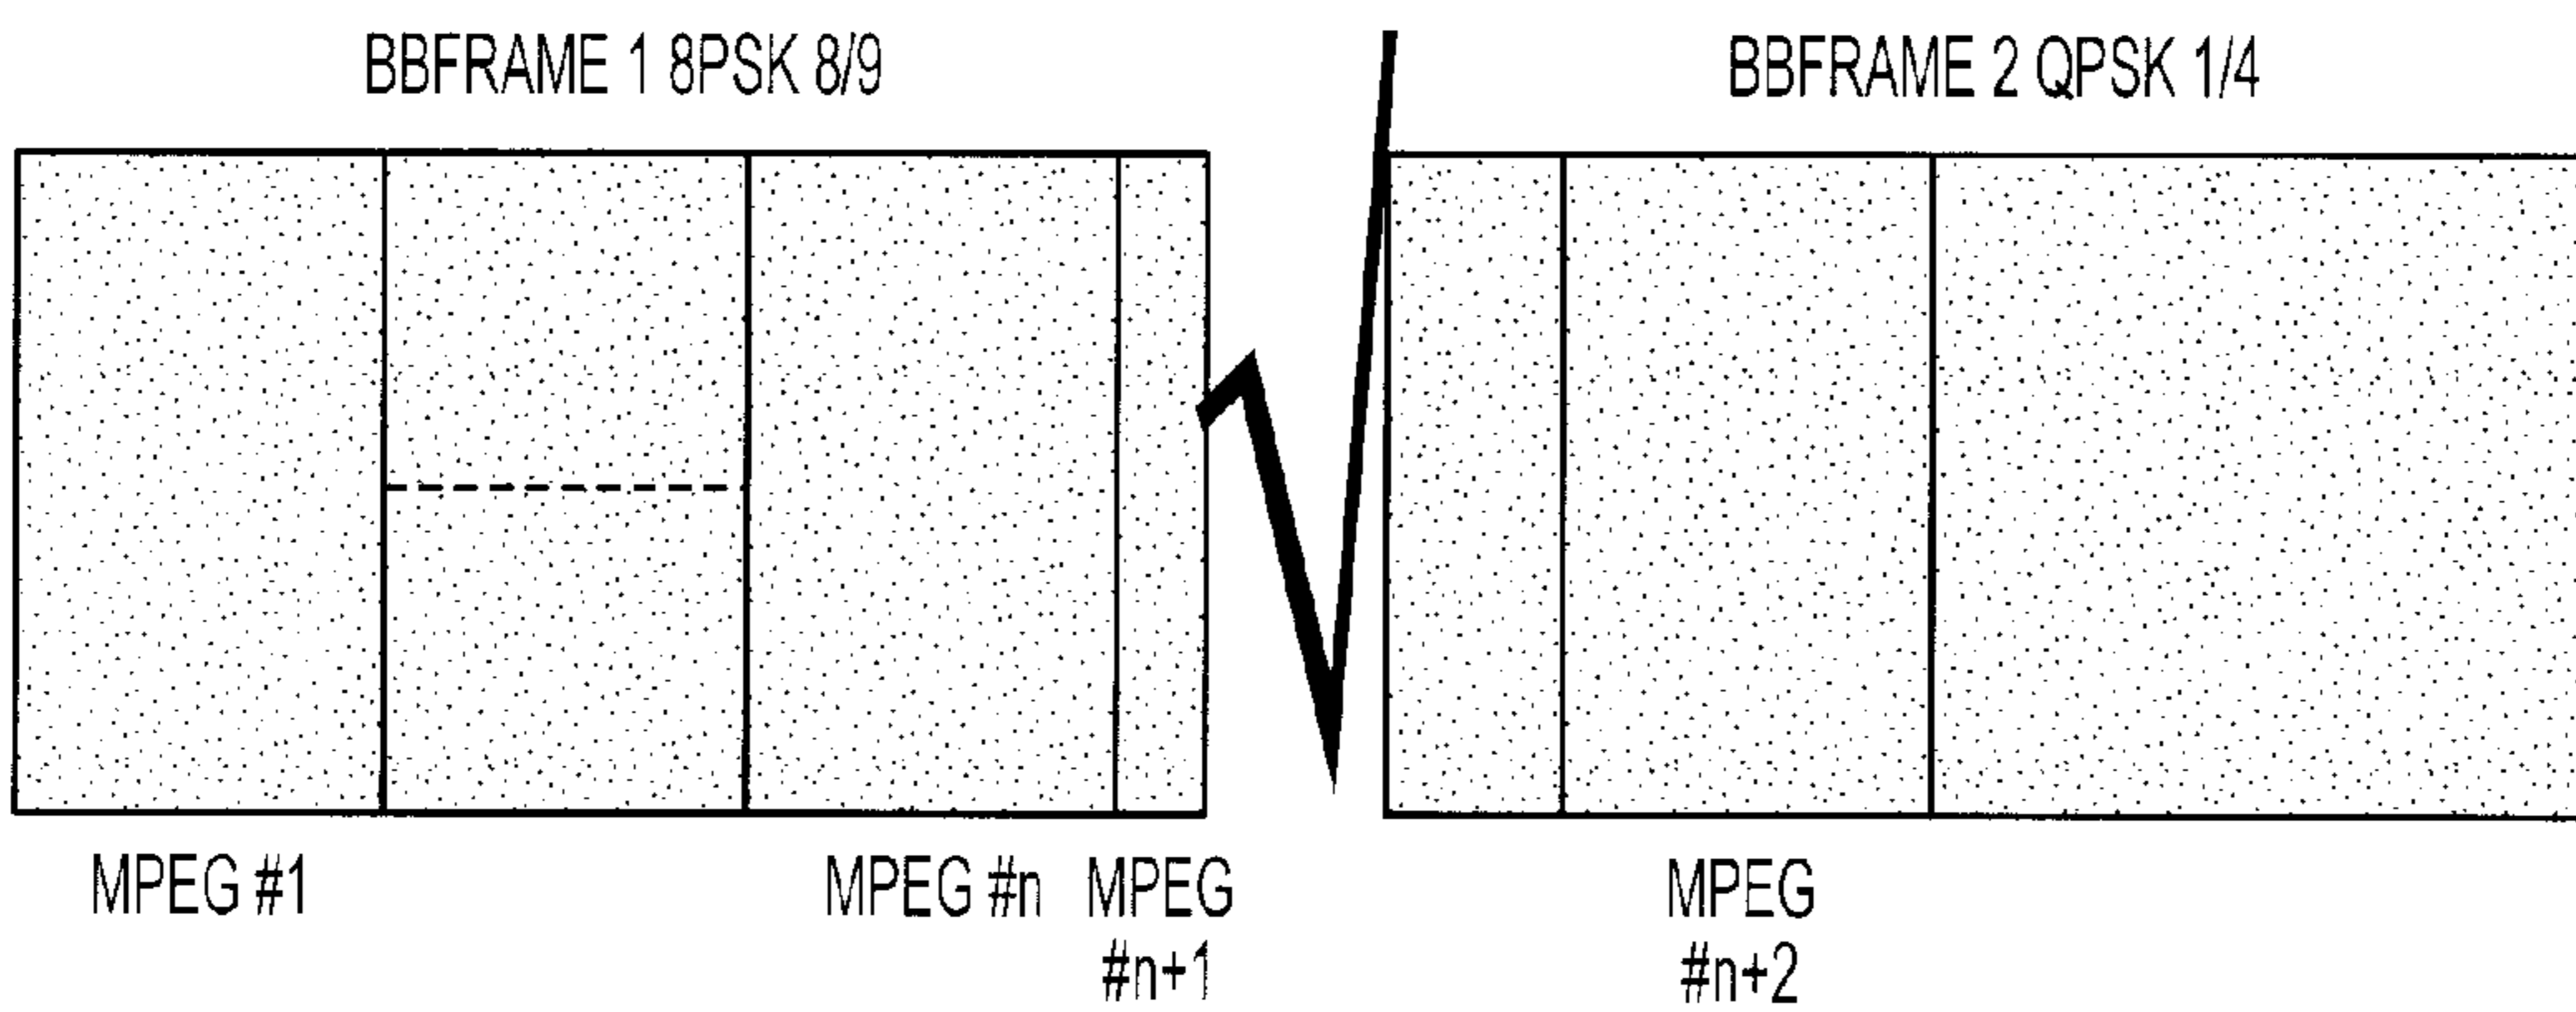 BBFRAME 1 8PSK 8/9
BBFRAME 2 QPSK 1/4
MPEG #1
MPEG #n
MPEG
#n+1
MPEG
#n+2